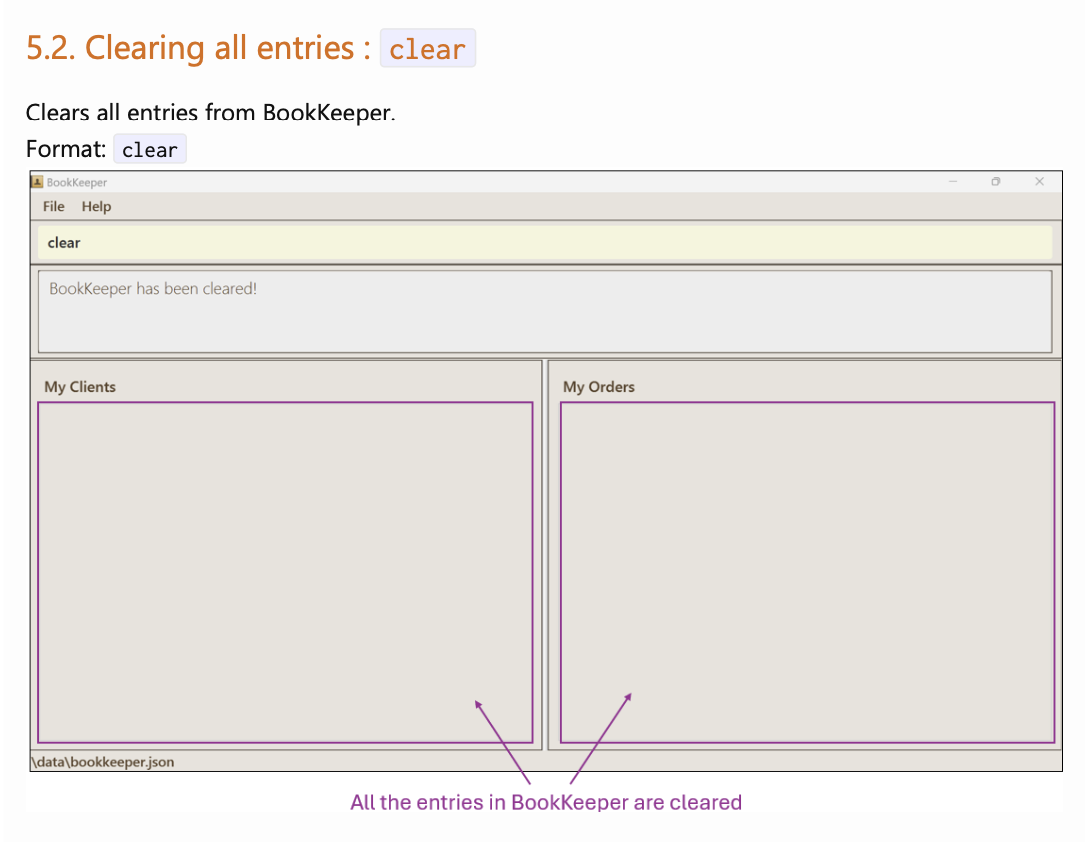 5.2. Clearing all entries : clear
Clears all entries from BookKeeper.
Format: clear
BookKeeper
File Help
clear
BookKeeper has been cleared!
My Clients
My Orders
\data\bookkeeper.json
All the entries in BookKeeper are cleared